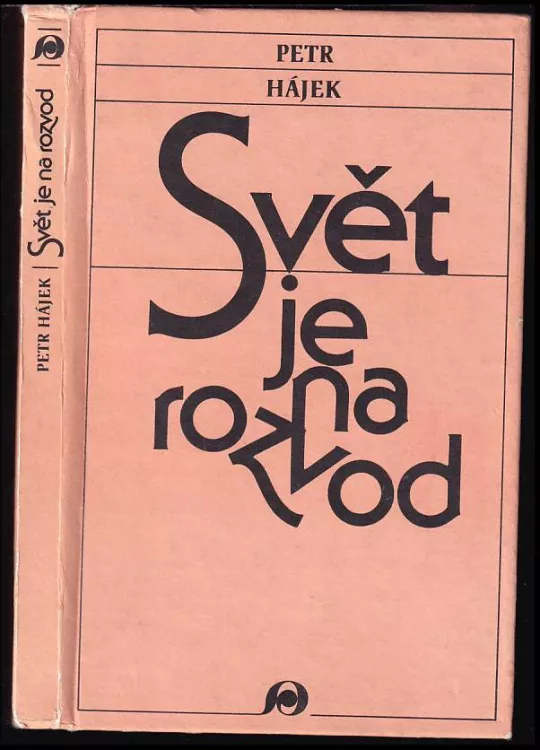 PETR
HÁJEK
Svět
je
na
rozvod
PETR HÁJEK | Svět je na rozvod